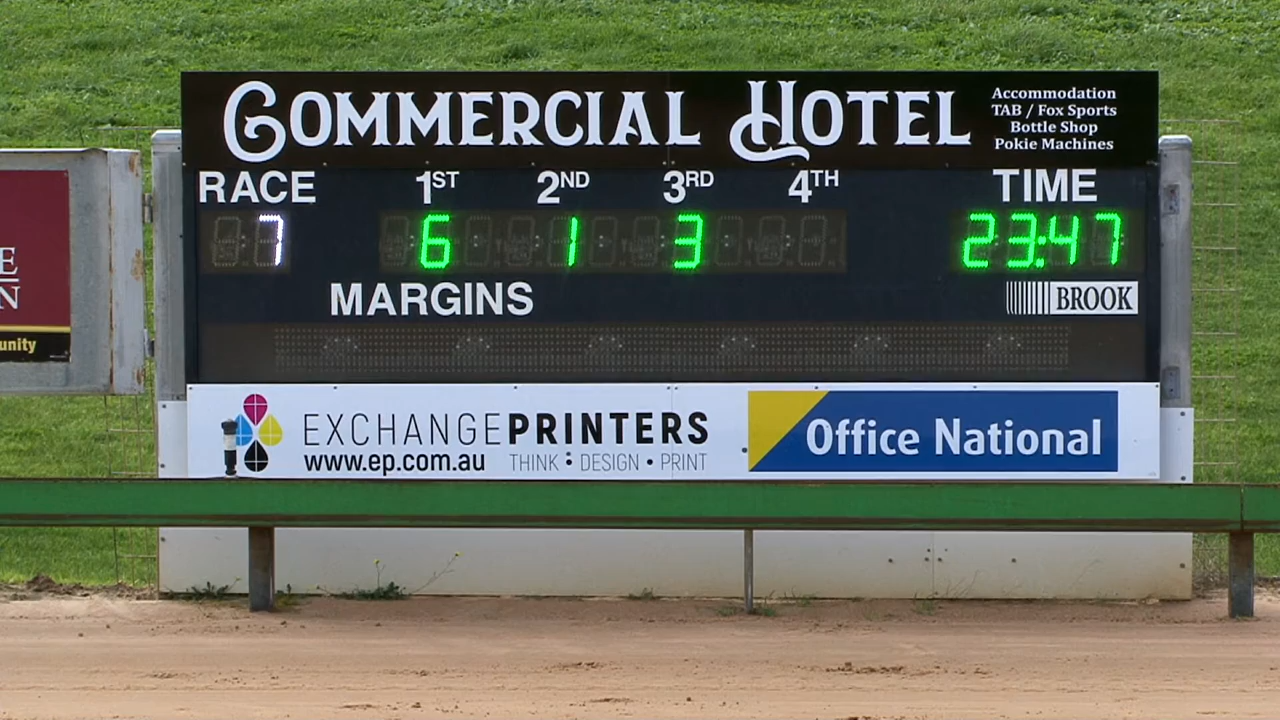 COMMERCIAL HOTEL
Accommodation
TAB / Fox Sports
Bottle Shop
Pokie Machines
RACE 1ST 2ND 3RD 4TH TIME
7 6 1 3 23:47
MARGINS
BROOK
E
N
unity
EXCHANGEPRINTERS
www.ep.com.au THINK • DESIGN • PRINT
Office National